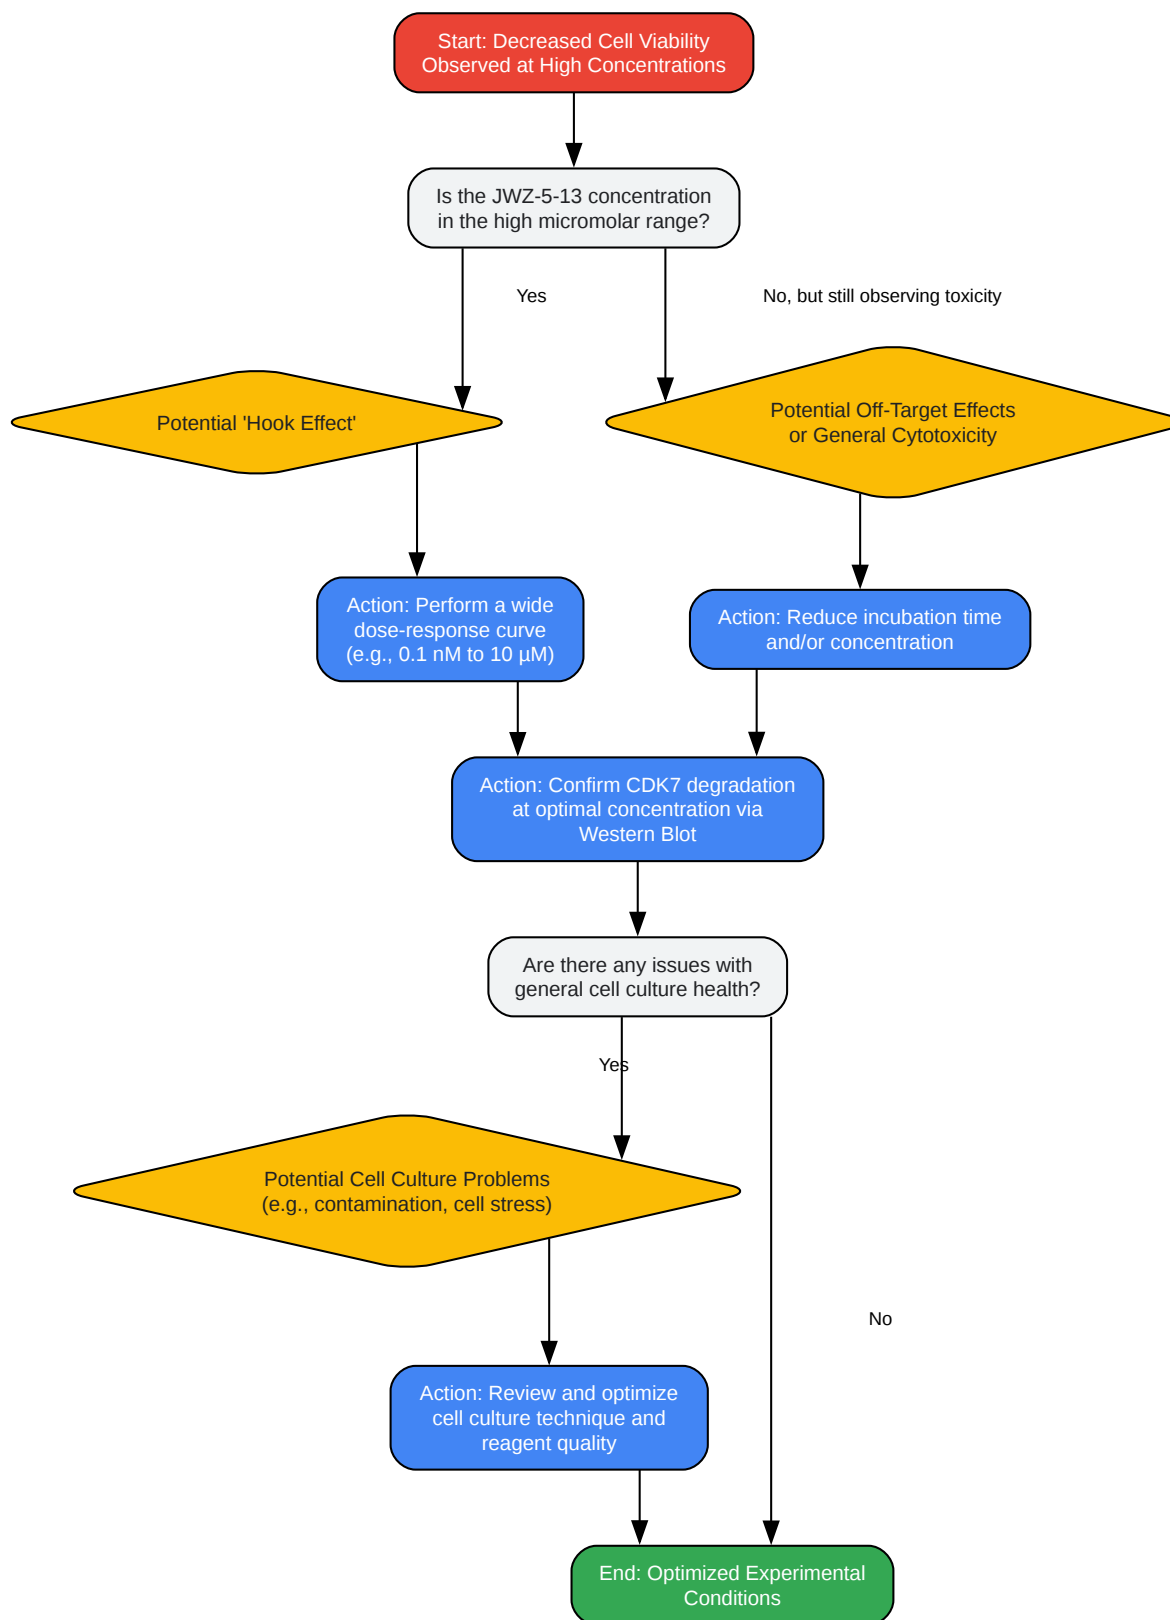 Start: Decreased Cell Viability
Observed at High Concentrations
Is the JWZ-5-13 concentration
in the high micromolar range?
Yes
No, but still observing toxicity
Potential 'Hook Effect'
Potential Off-Target Effects
or General Cytotoxicity
Action: Perform a wide
dose-response curve
(e.g., 0.1 nM to 10 µM)
Action: Reduce incubation time
and/or concentration
Action: Confirm CDK7 degradation
at optimal concentration via
Western Blot
Are there any issues with
general cell culture health?
Yes
Potential Cell Culture Problems
(e.g., contamination, cell stress)
No
Action: Review and optimize
cell culture technique and
reagent quality
End: Optimized Experimental
Conditions